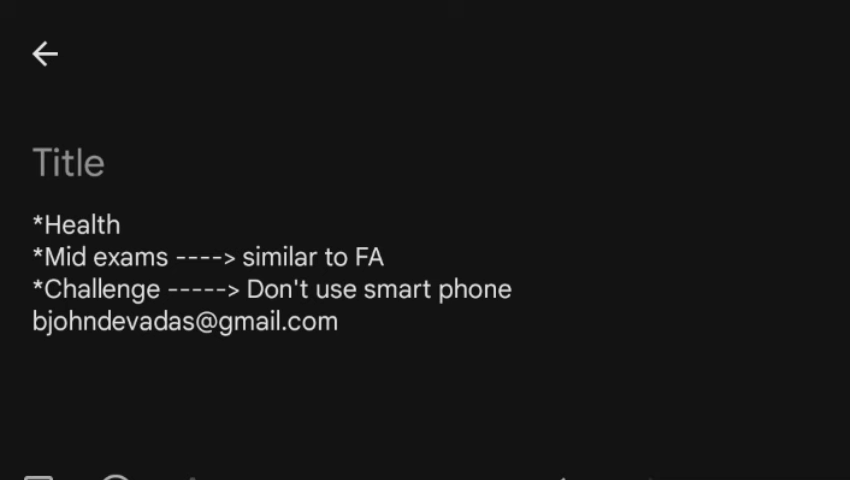 Title
*Health
*Mid exams ----> similar to FA
*Challenge -----> Don't use smart phone
bjohndevadas@gmail.com